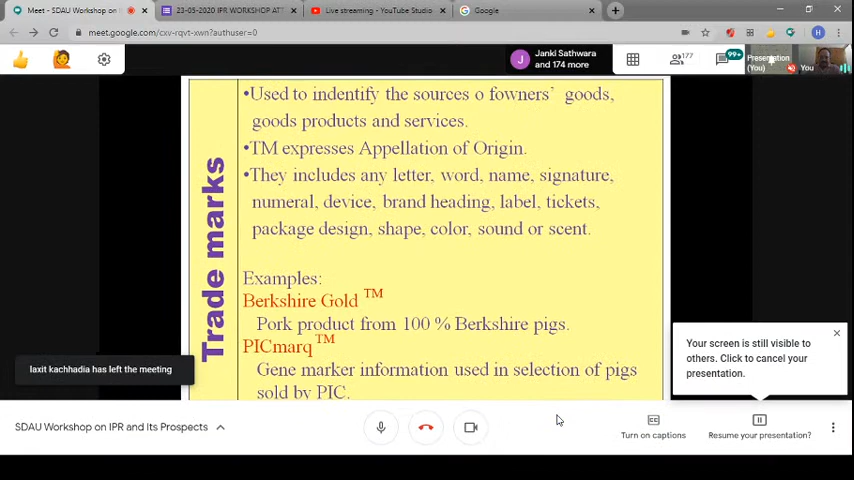 Meet - SDAU Workshop on I
23-05-2020 IPR WORKSHOP ATT
Live streaming - YouTube Studio
Google
meet.google.com/cxv-rqvt-xwn?authuser=0
H
J
Janki Sathwara
and 174 more
177
99+
Presentation
(You)
You
Trade marks
•Used to indentify the sources o fowners' goods,
goods products and services.
•TM expresses Appellation of Origin.
•They includes any letter, word, name, signature,
numeral, device, brand heading, label, tickets,
package design, shape, color, sound or scent.
Examples:
Berkshire Gold TM
Pork product from 100 % Berkshire pigs.
PICmarq TM
Gene marker information used in selection of pigs
sold by PIC.
laxit kachhadia has left the meeting
Your screen is still visible to
others. Click to cancel your
presentation.
SDAU Workshop on IPR and Its Prospects
Turn on captions
Resume your presentation?